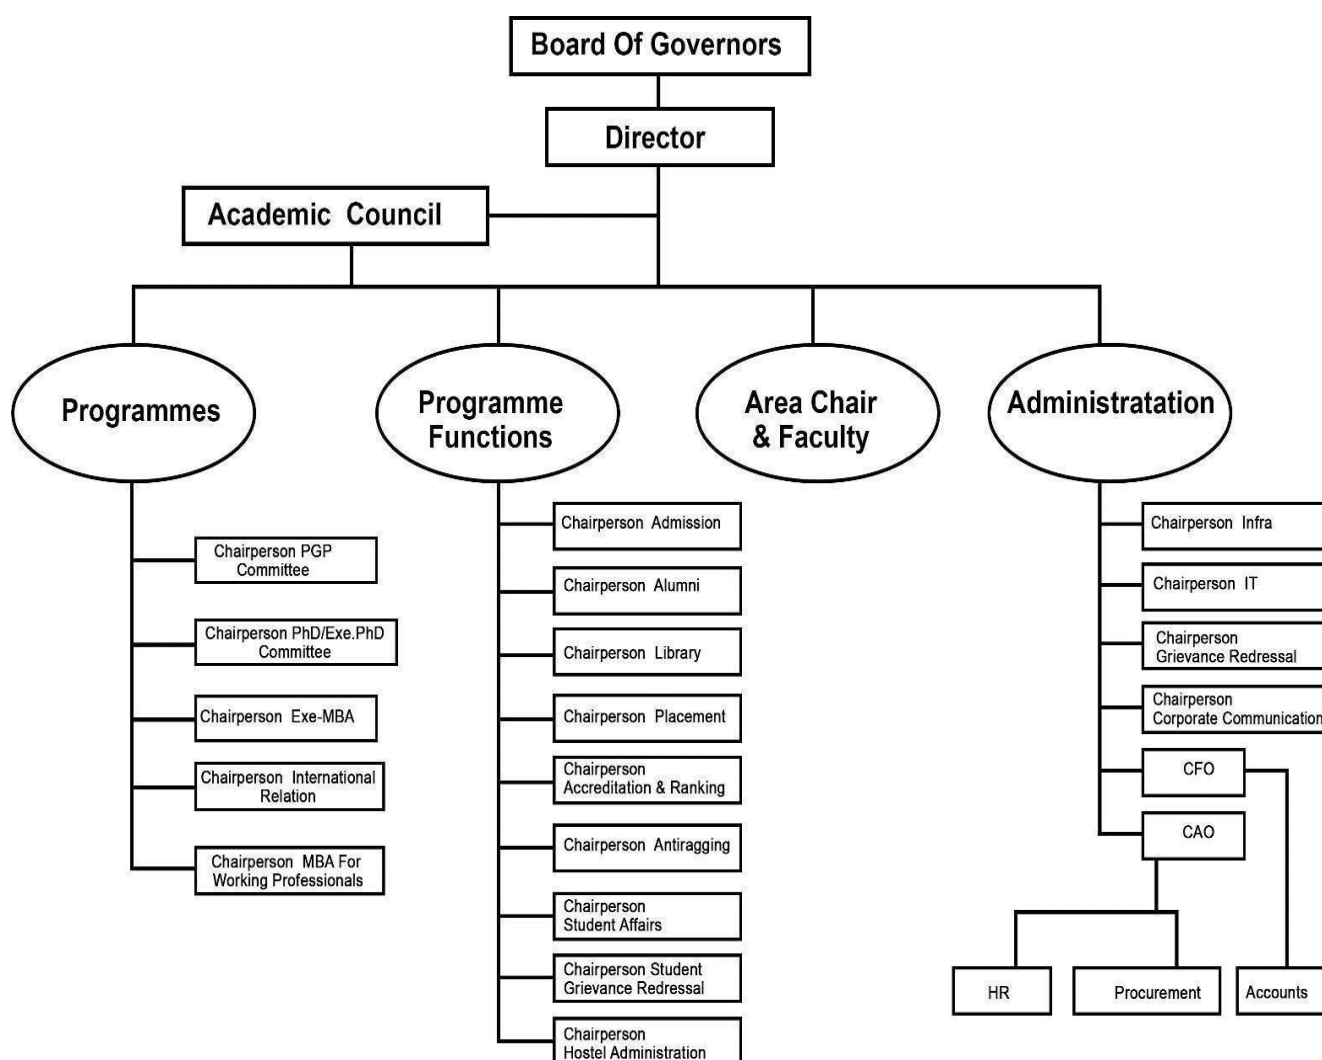 Board Of Governors
Director
Academic Council
Programmes
Programme
Functions
Area Chair
& Faculty
Administratation
Chairperson PGP
Committee
Chairperson PhD/Exe.PhD
Committee
Chairperson Exe-MBA
Chairperson International
Relation
Chairperson MBA For
Working Professionals
Chairperson Admission
Chairperson Alumni
Chairperson Library
Chairperson Placement
Chairperson
Accreditation & Ranking
Chairperson Antiragging
Chairperson
Student Affairs
Chairperson Student
Grievance Redressal
Chairperson
Hostel Administration
Chairperson Infra
Chairperson IT
Chairperson
Grievance Redressal
Chairperson
Corporate Communication
CFO
CAO
HR
Procurement
Accounts